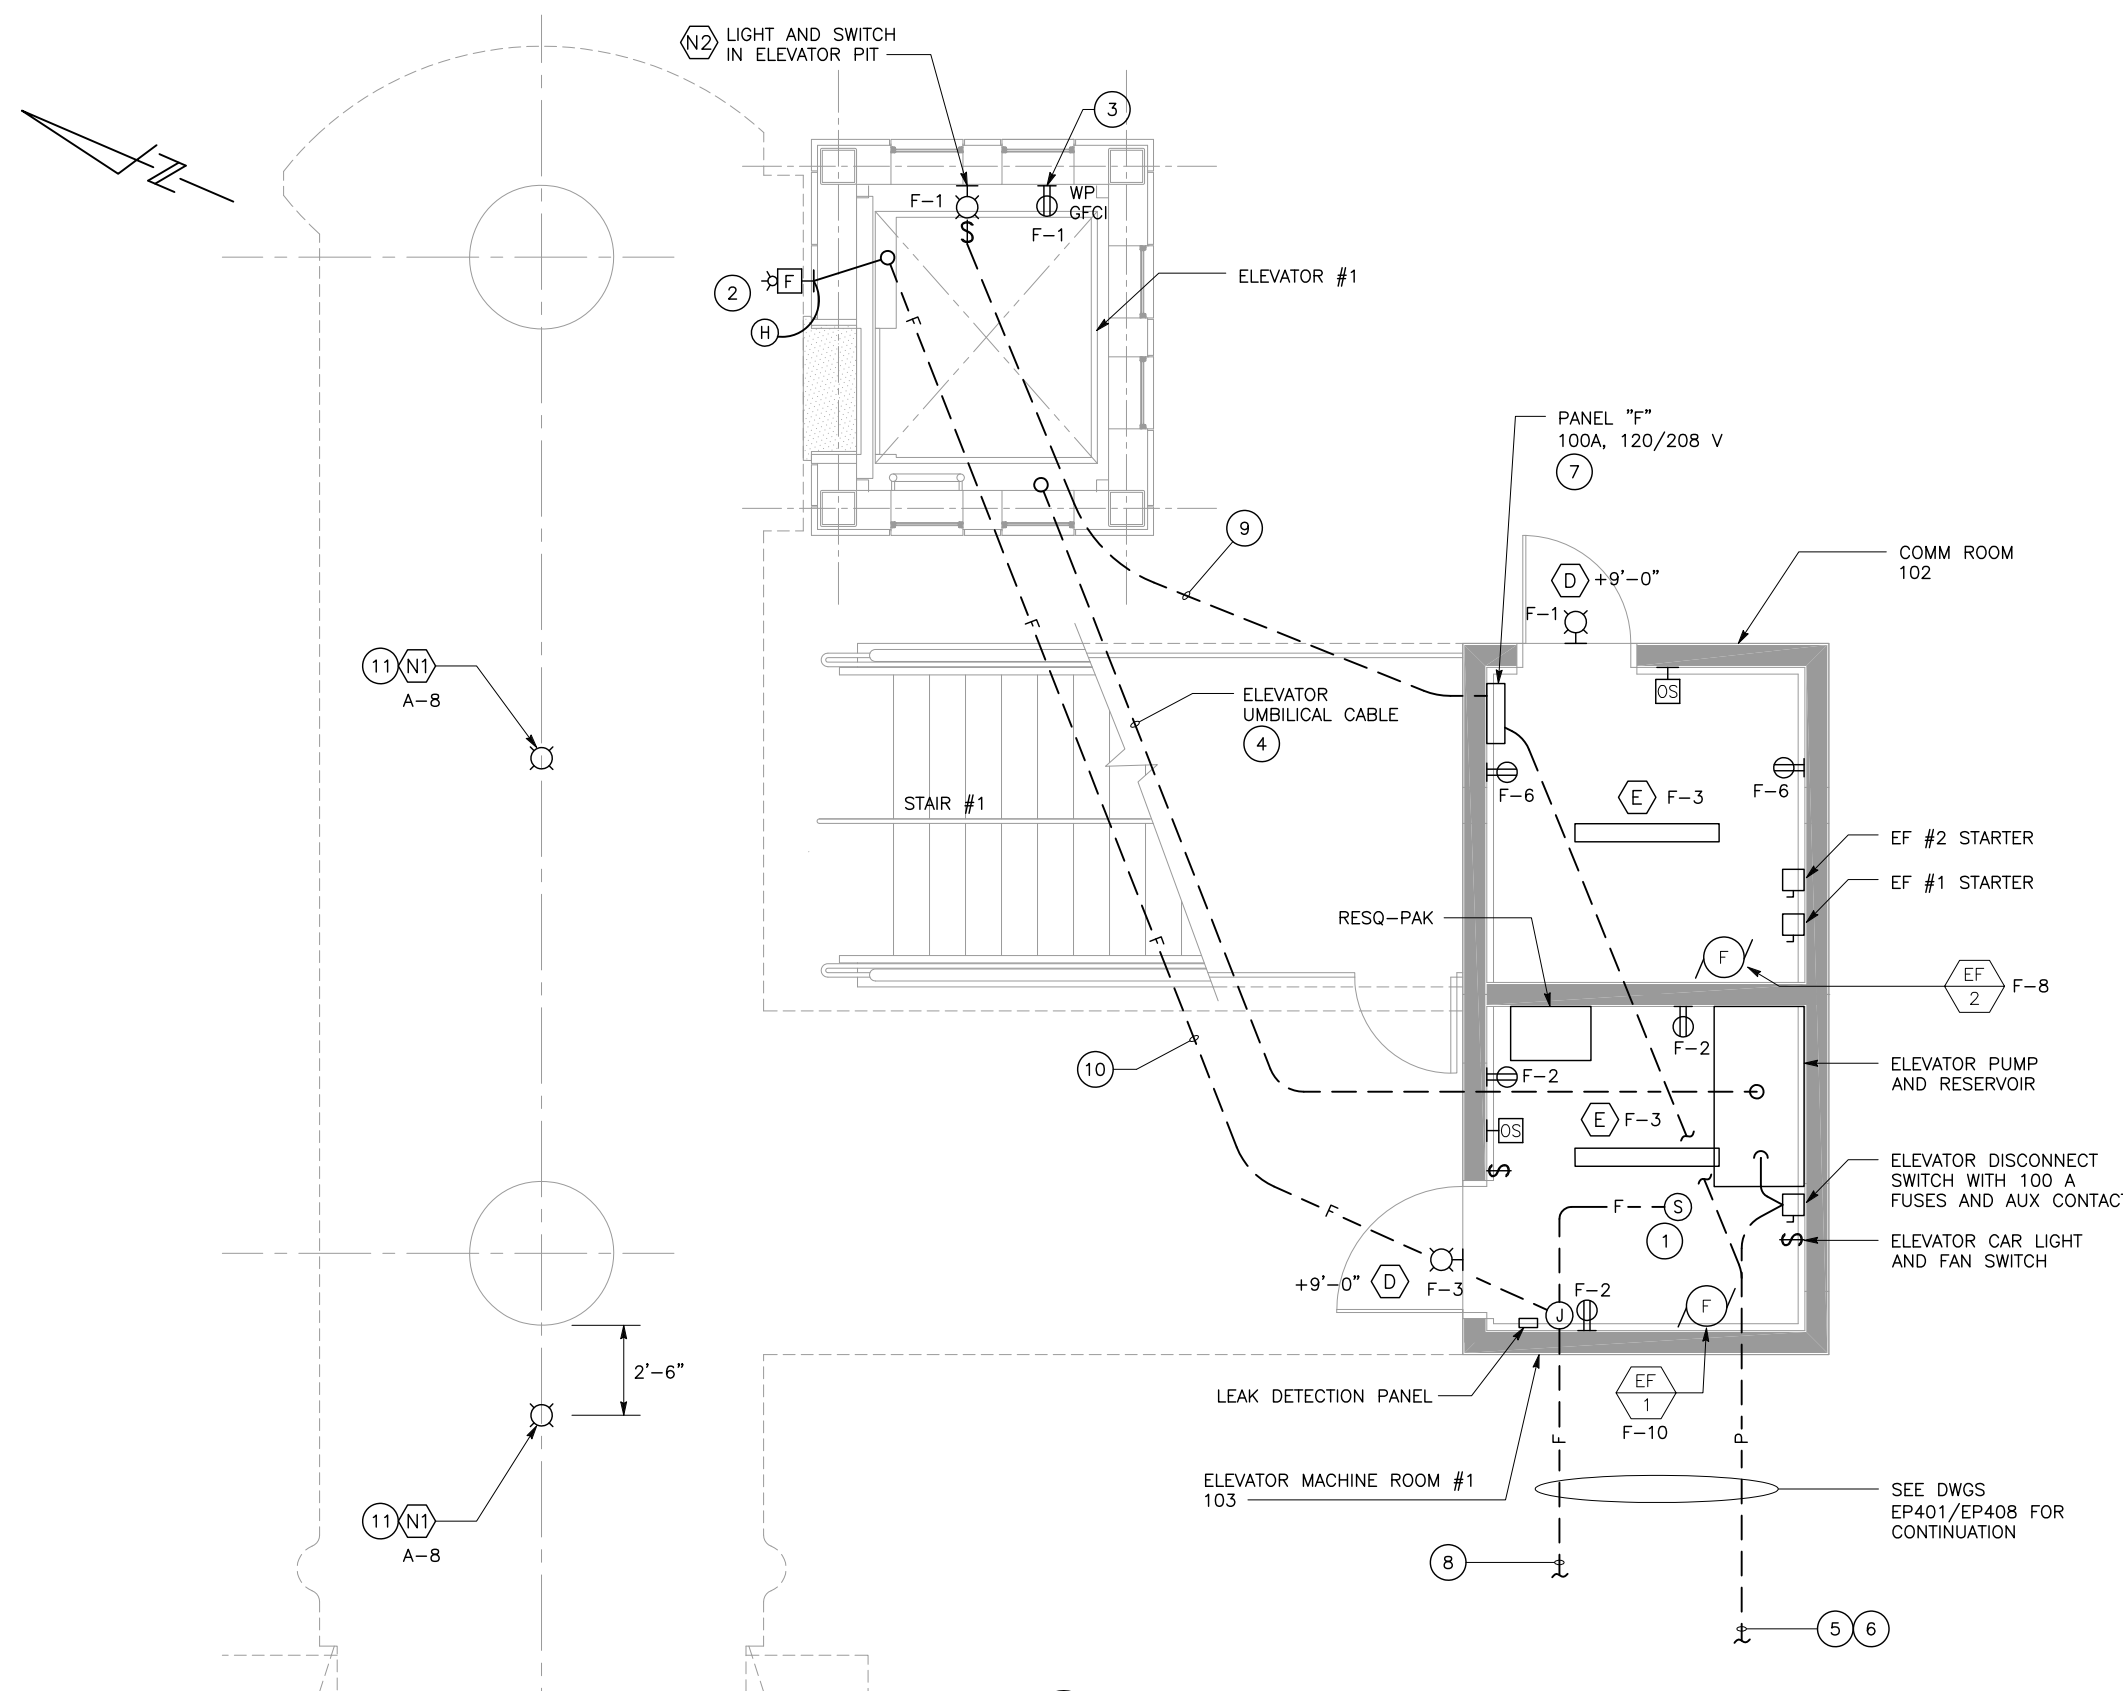 N2
LIGHT AND SWITCH
IN ELEVATOR PIT
3
N
WP
GFCI
F-1
F-1
$
2
F
H
F
ELEVATOR #1
PANEL "F"
100A, 120/208 V
7
9
COMM ROOM
102
D
+9'-0"
F-1
F
11
N1
A-8
ELEVATOR
UMBILICAL CABLE
4
OS
STAIR #1
F-6
E
F-3
F-6
EF #2 STARTER
EF #1 STARTER
RESQ-PAK
F
F
EF
2
F-8
F-2
10
F-2
ELEVATOR PUMP
AND RESERVOIR
E
F-3
OS
$
ELEVATOR DISCONNECT
SWITCH WITH 100 A
FUSES AND AUX CONTACT
F
F
S
1
$
ELEVATOR CAR LIGHT
AND FAN SWITCH
+9'-0"
D
F-3
F-2
J
F
2'-6"
LEAK DETECTION PANEL
EF
1
F-10
F
P
ELEVATOR MACHINE ROOM #1
103
SEE DWGS
EP401/EP408 FOR
CONTINUATION
11
N1
A-8
8
5
6